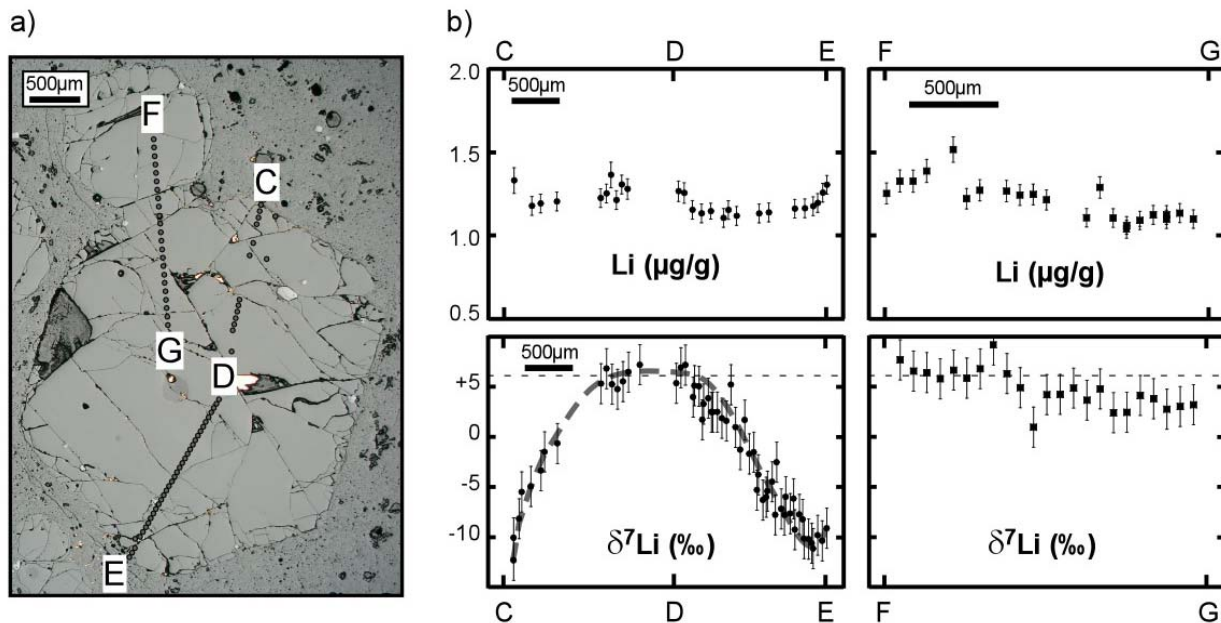 a)
500μm
F
C
G
D
E
b)
C D E
F G
2.0
1.5
1.0
0.5
500μm
500μm
Li (μg/g)
Li (μg/g)
500μm
+5
0
-5
-10
δ⁷Li (‰)
δ⁷Li (‰)
C D E
F G